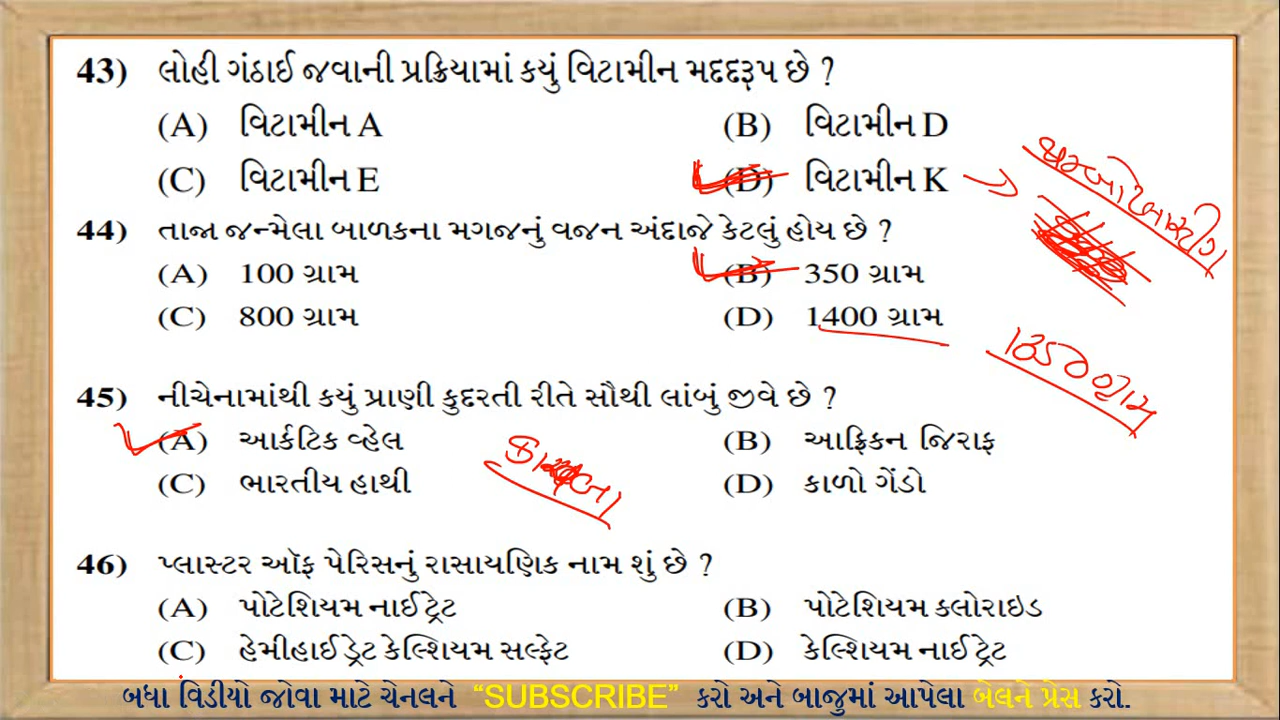 43) લોહી ગંઠાઈ જવાની પ્રક્રિયામાં કયું વિટામીન મદદરૂપ છે ?
(A) વિટામીન A (B) વિટામીન D
(C) વિટામીન E (D) વિટામીન K
44) તાજા જન્મેલા બાળકના મગજનું વજન અંદાજે કેટલું હોય છે ?
(A) 100 ગ્રામ (B) 350 ગ્રામ
(C) 800 ગ્રામ (D) 1400 ગ્રામ
45) નીચેનામાંથી કયું પ્રાણી કુદરતી રીતે સૌથી લાંબું જીવે છે ?
(A) આર્કટિક વ્હેલ (B) આફ્રિકન જિરાફ
(C) ભારતીય હાથી (D) કાળો ગેંડો
46) પ્લાસ્ટર ઑફ પેરિસનું રાસાયણિક નામ શું છે ?
(A) પોટેશિયમ નાઈટ્રેટ (B) પોટેશિયમ ક્લોરાઇડ
(C) હેમીહાઈડ્રેટ કેલ્શિયમ સલ્ફેટ (D) કેલ્શિયમ નાઈટ્રેટ
બધા વિડીયો જોવા માટે ચેનલને “SUBSCRIBE” કરો અને બાજુમાં આપેલા બેલને પ્રેસ કરો.